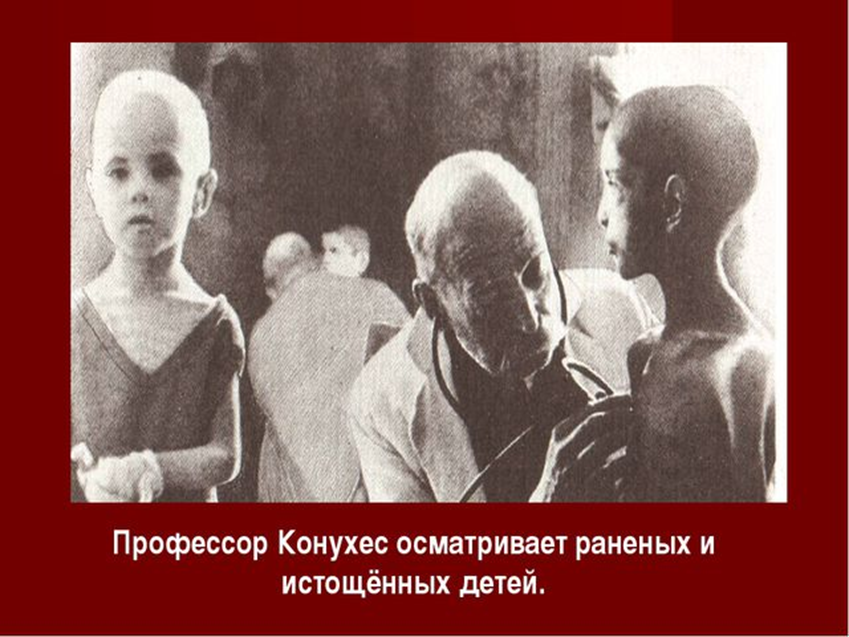 Профессор Конухес осматривает раненых и
истощённых детей.